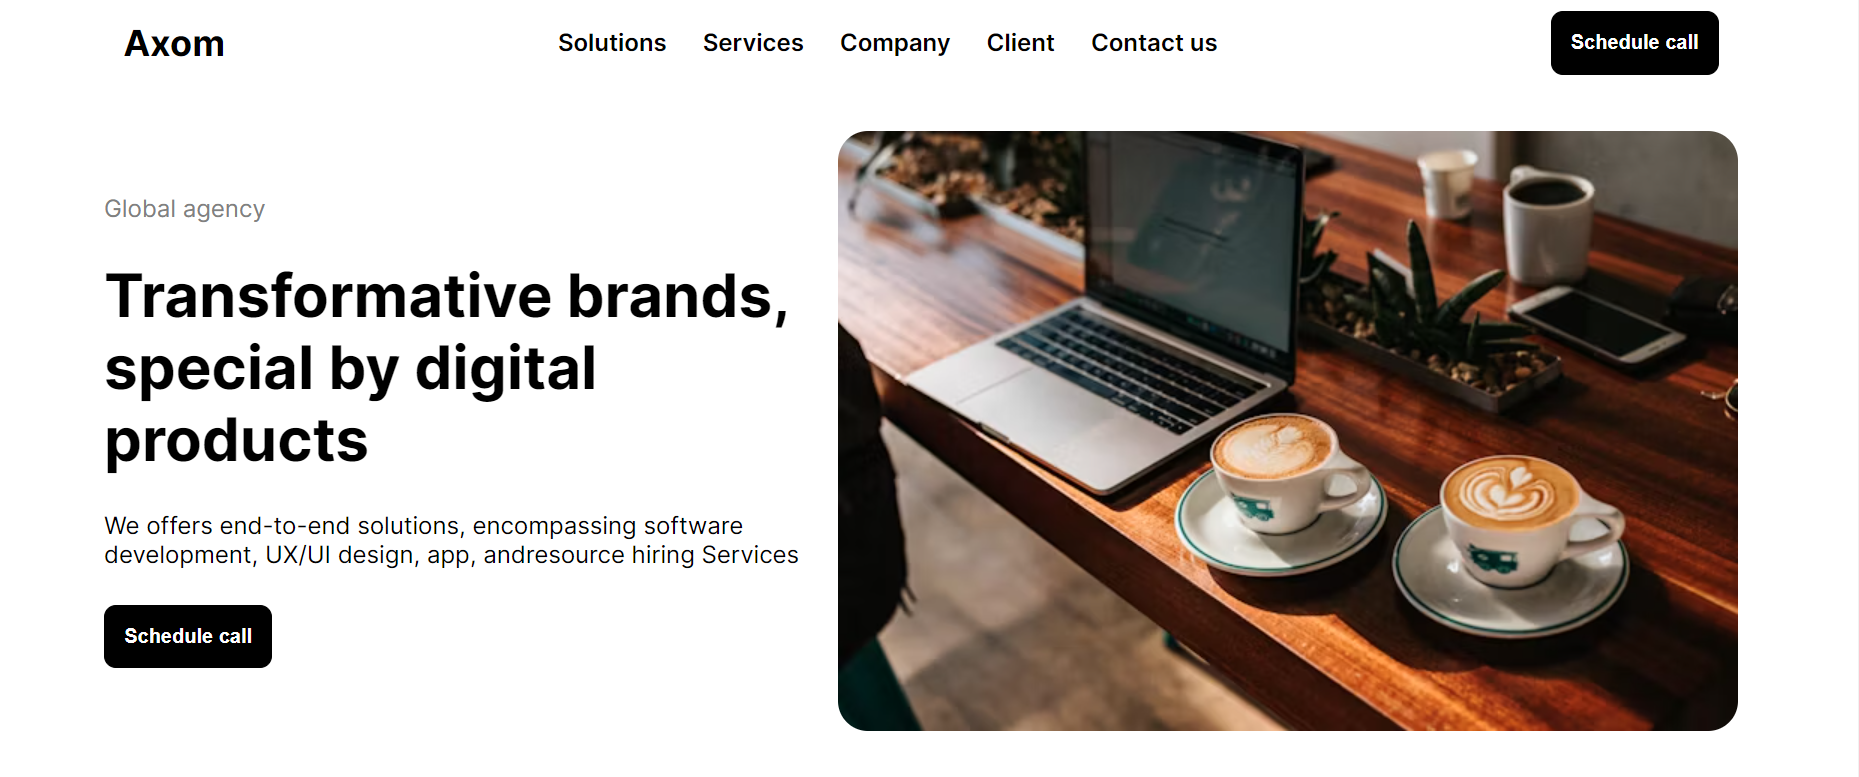 Axom
Solutions Services Company Client Contact us
Schedule call
Global agency
Transformative brands,
special by digital
products
We offers end-to-end solutions, encompassing software
development, UX/UI design, app, andresource hiring Services
Schedule call